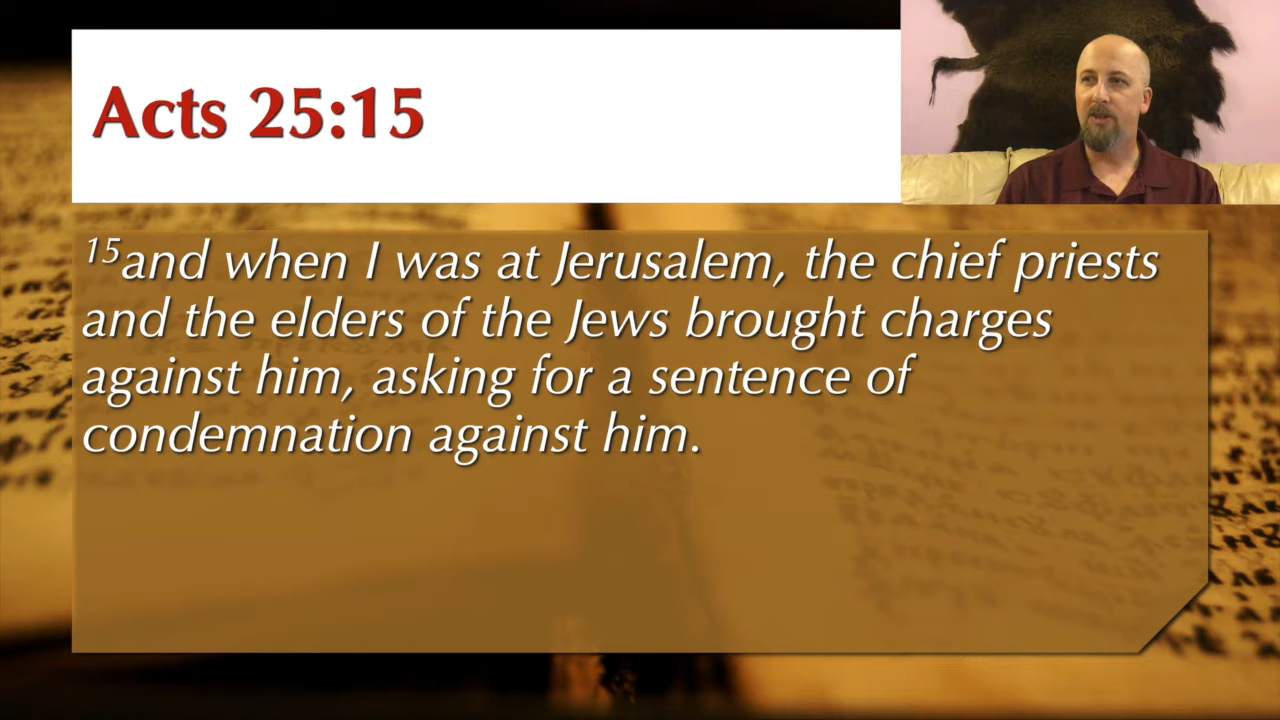 Acts 25:15
15and when I was at Jerusalem, the chief priests
and the elders of the Jews brought charges
against him, asking for a sentence of
condemnation against him.